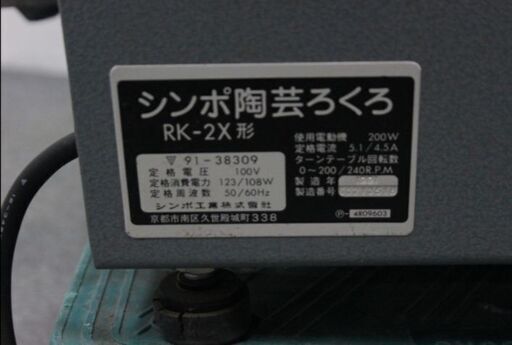 シンポ陶芸ろくろ
RK-2X形
▽ 91-38309
定格電圧 100V
定格消費電力 123/108W
定格周波数 50/60Hz
シンポ工業株式会社
京都市南区久世殿城町338
使用電動機 200W
定格電流 5.1/4.5A
ターンテーブル回転数
0-200/240R.P.M
製造年
製造番号
Ⓟ-4R09603